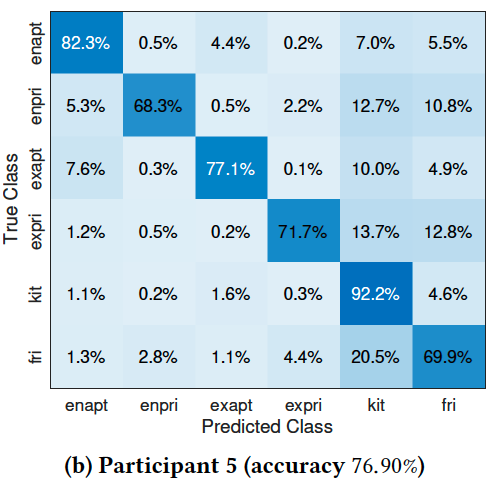 True Class
enapt 82.3% 0.5% 4.4% 0.2% 7.0% 5.5%
enpri 5.3% 68.3% 0.5% 2.2% 12.7% 10.8%
exapt 7.6% 0.3% 77.1% 0.1% 10.0% 4.9%
expri 1.2% 0.5% 0.2% 71.7% 13.7% 12.8%
kit 1.1% 0.2% 1.6% 0.3% 92.2% 4.6%
fri 1.3% 2.8% 1.1% 4.4% 20.5% 69.9%
enapt enpri exapt expri kit fri
Predicted Class
(b) Participant 5 (accuracy 76.90%)